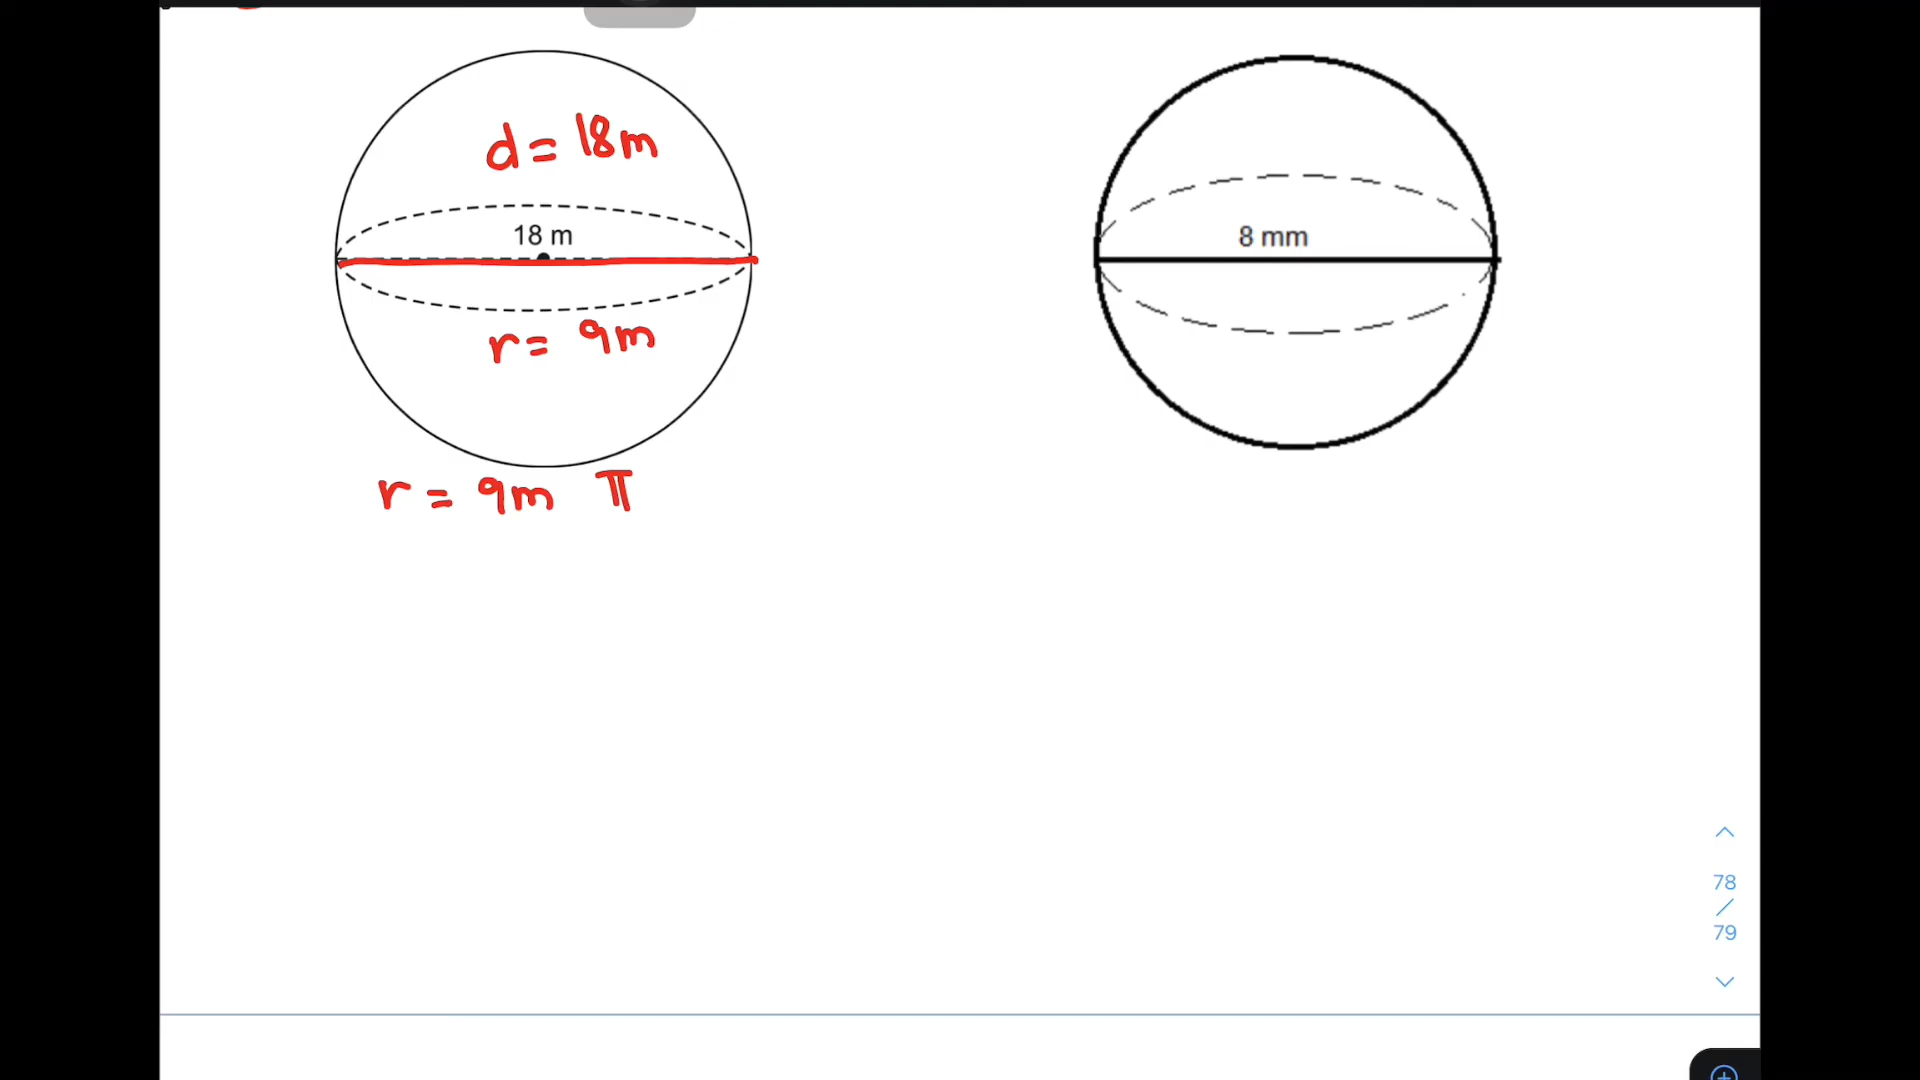 d = 18m
18 m
r = 9m
r = 9m π
8 mm
78
/
79